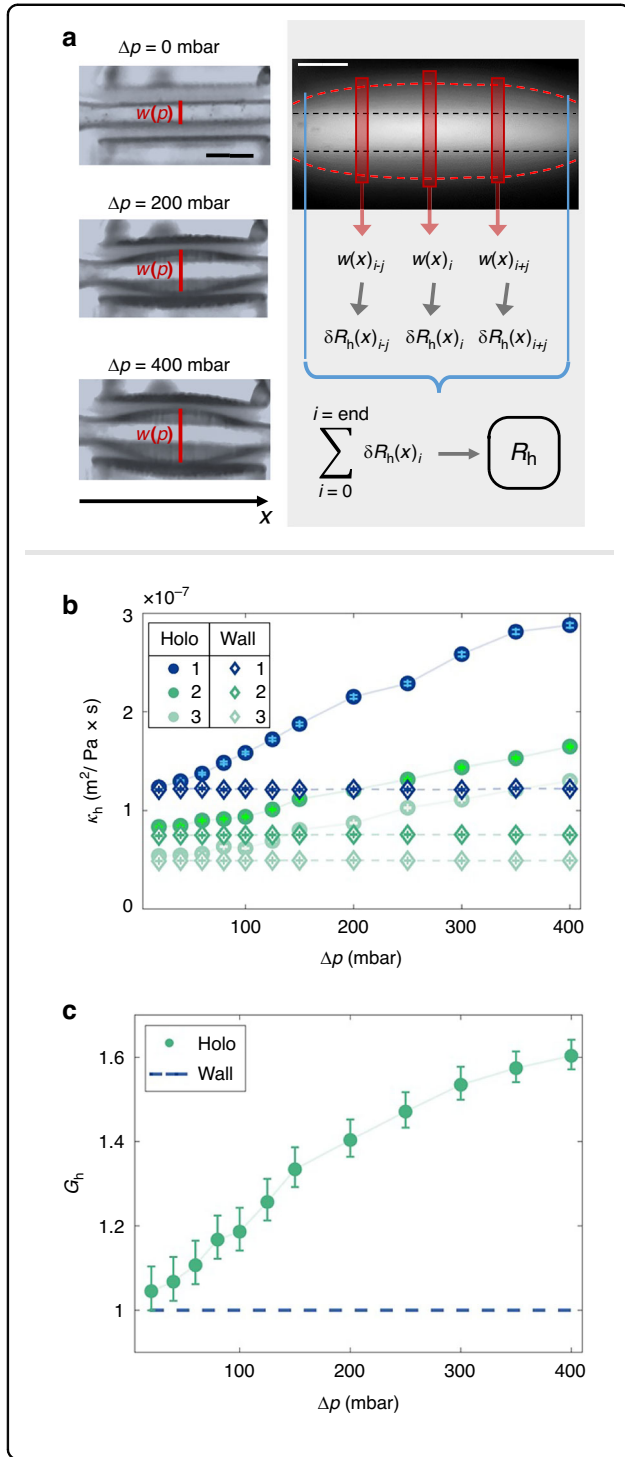 a
Δp = 0 mbar
w(p)
Δp = 200 mbar
w(p)
Δp = 400 mbar
w(p)
x
w(x)i-j w(x)i w(x)i+j
δRh(x)i-j δRh(x)i δRh(x)i+j
i = end
∑ δRh(x)i
i = 0
Rh
b
×10⁻⁷
3
2
1
0
κh (m²/ Pa × s)
Holo Wall
1 1
2 2
3 3
100 200 300 400
Δp (mbar)
c
Holo
Wall
1.6
1.4
1.2
1
Gh
100 200 300 400
Δp (mbar)